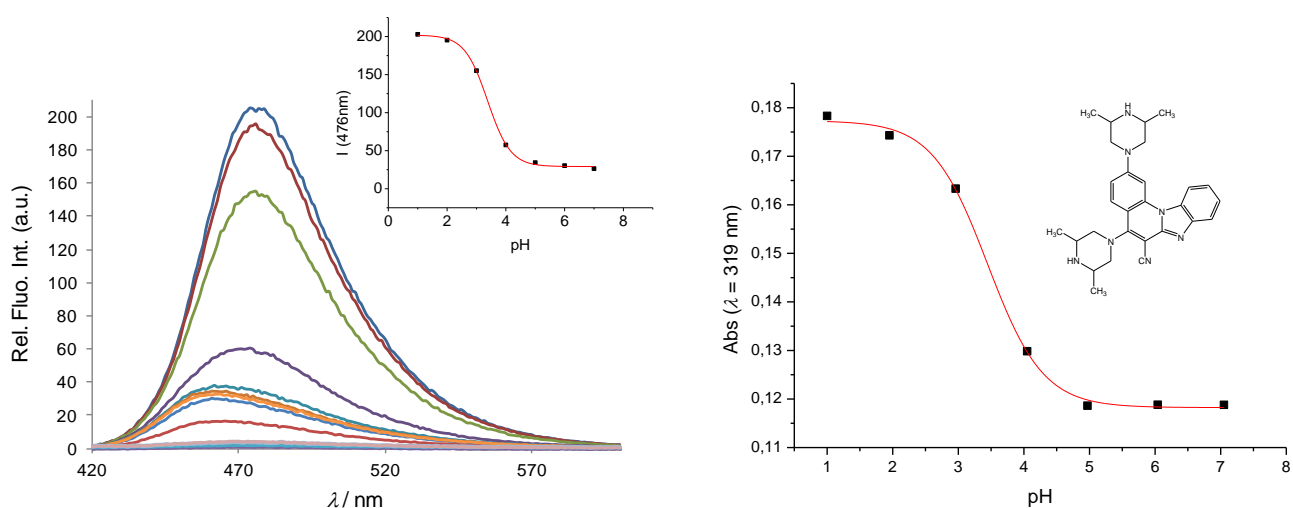 Rel. Fluo. Int. (a.u.)
200
180
160
140
120
100
80
60
40
20
0
420
470
520
570
λ / nm
I (476nm)
200
150
100
50
0
0
2
4
6
8
pH
Abs (λ = 319 nm)
0,18
0,17
0,16
0,15
0,14
0,13
0,12
0,11
1
2
3
4
5
6
7
8
pH
H
H₃C
N
CH₃
N
N
H₃C
N
N
HN
CN
CH₃